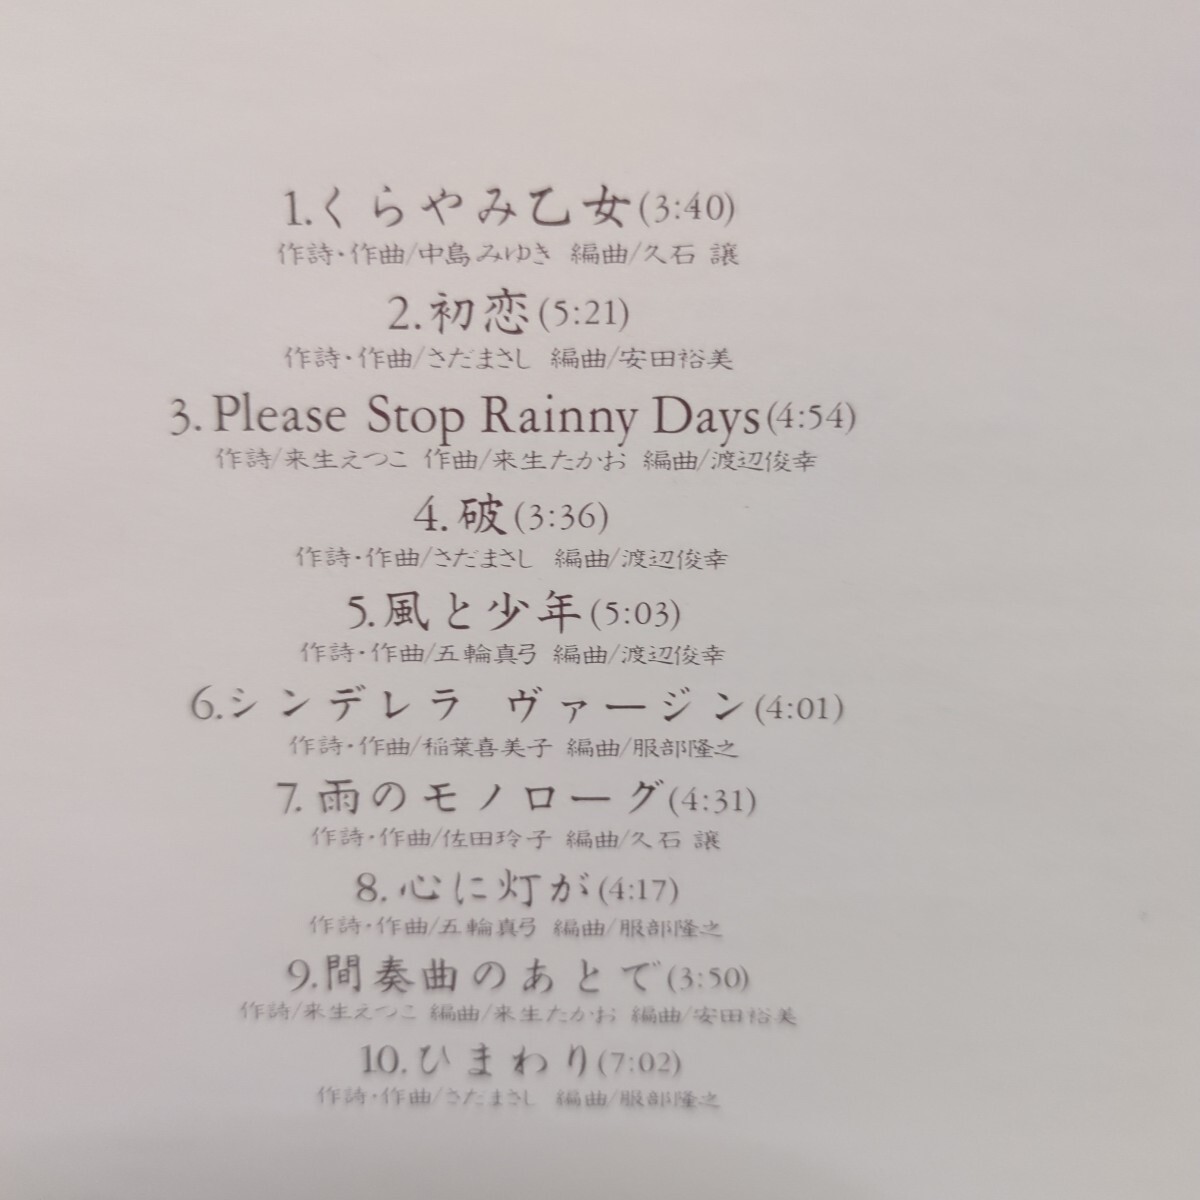 1.くらやみ乙女(3:40)
作詩・作曲/中島みゆき 編曲/久石 譲
2.初恋(5:21)
作詩・作曲/さだまさし 編曲/安田裕美
3.Please Stop Rainny Days(4:54)
作詩/来生えつこ 作曲/来生たかお 編曲/渡辺俊幸
4.破(3:36)
作詩・作曲/さだまさし 編曲/渡辺俊幸
5.風と少年(5:03)
作詩・作曲/五輪真弓 編曲/渡辺俊幸
6.シンデレラ ヴァージン(4:01)
作詩・作曲/稲葉喜美子 編曲/服部隆之
7.雨のモノローグ(4:31)
作詩・作曲/佐田玲子 編曲/久石 譲
8.心に灯が(4:17)
作詩・作曲/五輪真弓 編曲/服部隆之
9.間奏曲のあとで(3:50)
作詩/来生えつこ 編曲/来生たかお 編曲/安田裕美
10.ひまわり(7:02)
作詩・作曲/さだまさし 編曲/服部隆之